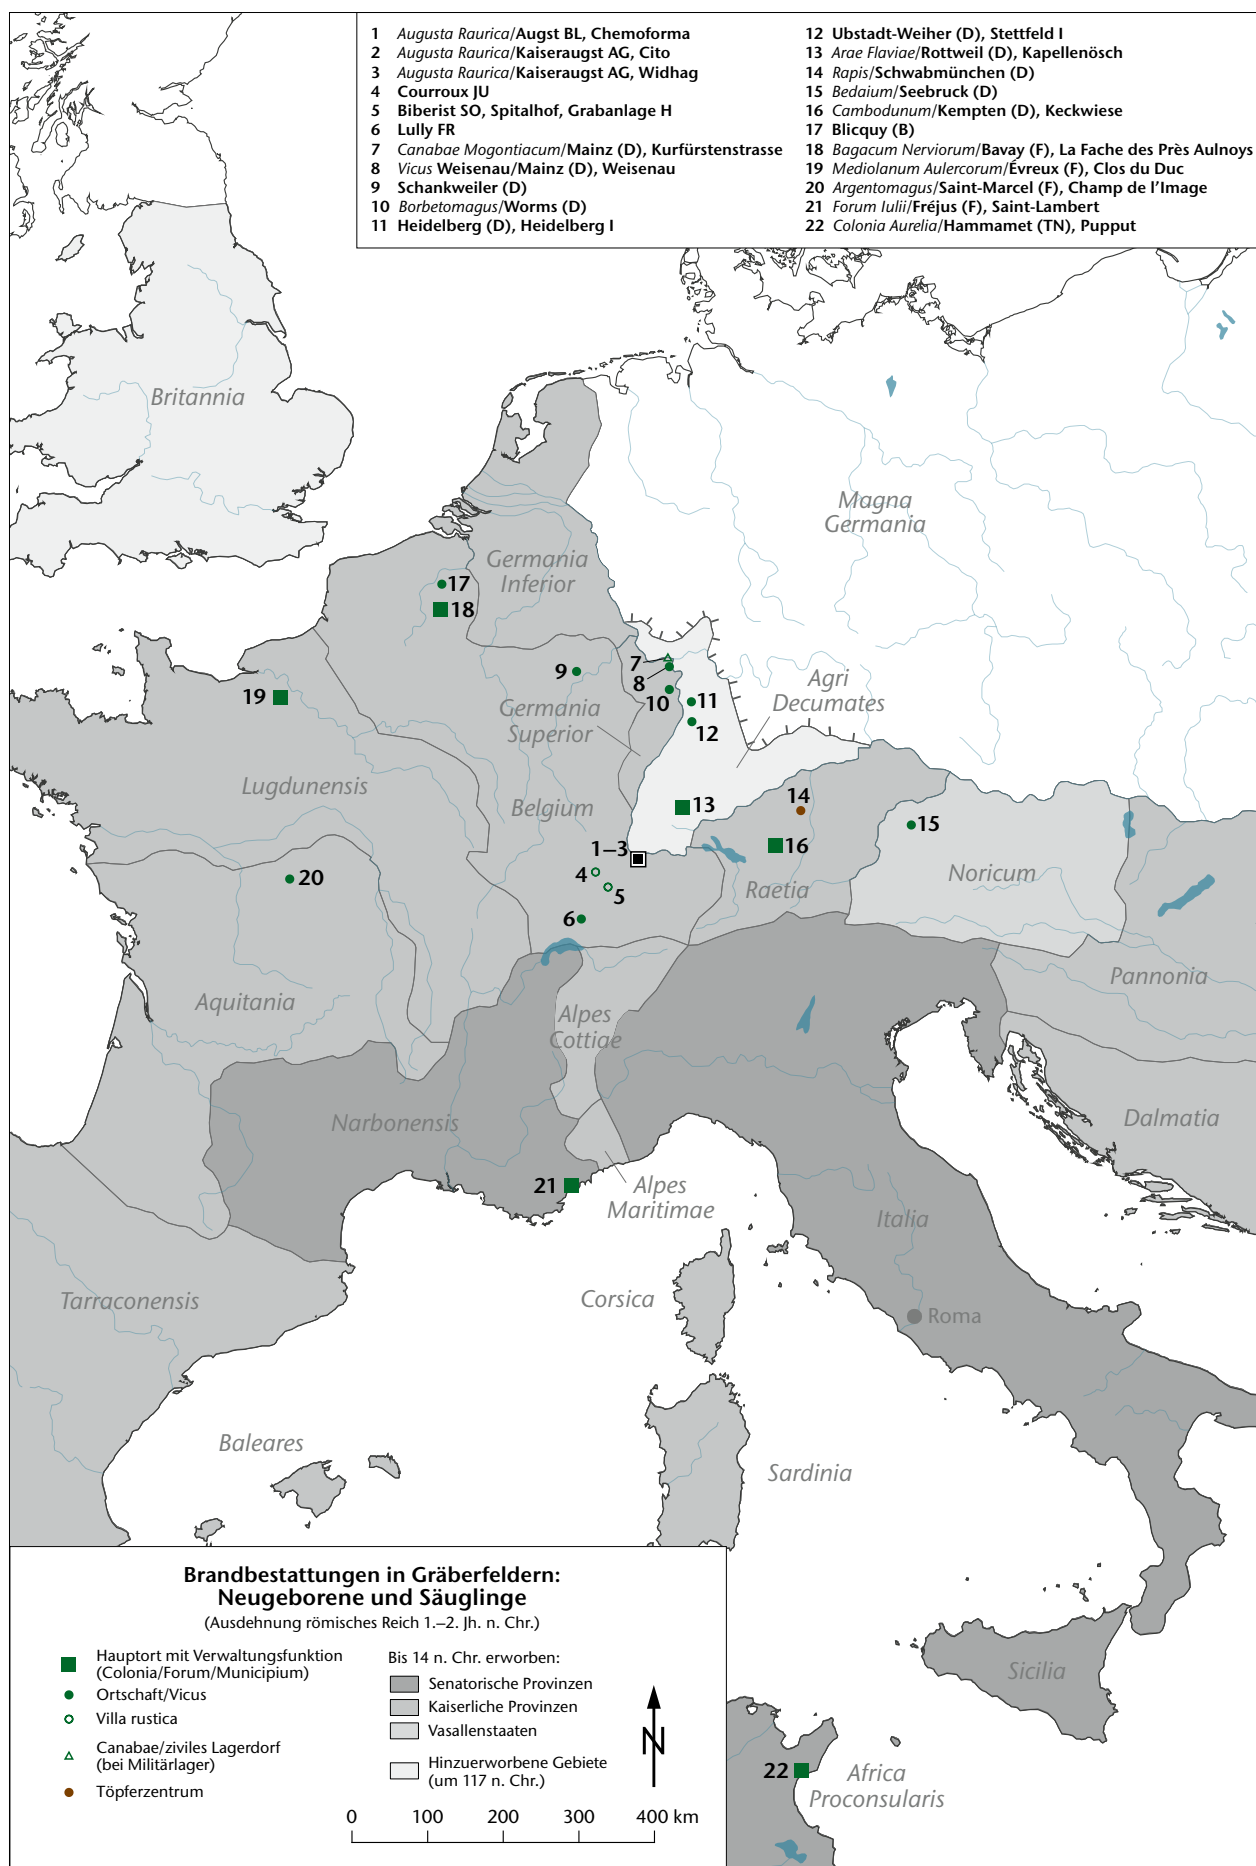 1 Augusta Raurica/Augst BL, Chemoforma
2 Augusta Raurica/Kaiseraugst AG, Cito
3 Augusta Raurica/Kaiseraugst AG, Widhag
4 Courroux JU
5 Biberist SO, Spitalhof, Grabanlage H
6 Lully FR
7 Canabae Mogontiacum/Mainz (D), Kurfürstenstrasse
8 Vicus Weisenau/Mainz (D), Weisenau
9 Schankweiler (D)
10 Borbetomagus/Worms (D)
11 Heidelberg (D), Heidelberg I
12 Ubstadt-Weiher (D), Stettfeld I
13 Arae Flaviae/Rottweil (D), Kapellenösch
14 Rapis/Schwabmünchen (D)
15 Bedaium/Seebruck (D)
16 Cambodunum/Kempten (D), Keckwiese
17 Blicquy (B)
18 Bagacum Nerviorum/Bavay (F), La Fache des Près Aulnoys
19 Mediolanum Aulercorum/Évreux (F), Clos du Duc
20 Argentomagus/Saint-Marcel (F), Champ de l'Image
21 Forum Iulii/Fréjus (F), Saint-Lambert
22 Colonia Aurelia/Hammamet (TN), Pupput
Britannia
Magna
Germania
Germania
Inferior
17
18
7
8
9
10
11
12
19
Agri
Decumates
Germania
Superior
Lugdunensis
Belgium
13
14
15
16
1–3
4
5
6
20
Raetia
Noricum
Aquitania
Alpes
Cottiae
Pannonia
Narbonensis
Dalmatia
21
Alpes
Maritimae
Italia
Tarraconensis
Corsica
Roma
Baleares
Sardinia
Sicilia
22
Africa
Proconsularis
Brandbestattungen in Gräberfeldern:
Neugeborene und Säuglinge
(Ausdehnung römisches Reich 1.–2. Jh. n. Chr.)
Hauptort mit Verwaltungsfunktion
(Colonia/Forum/Municipium)
Ortschaft/Vicus
Villa rustica
Canabae/ziviles Lagerdorf
(bei Militärlager)
Töpferzentrum
Bis 14 n. Chr. erworben:
Senatorische Provinzen
Kaiserliche Provinzen
Vasallenstaaten
Hinzuerworbene Gebiete
(um 117 n. Chr.)
N
0 100 200 300 400 km